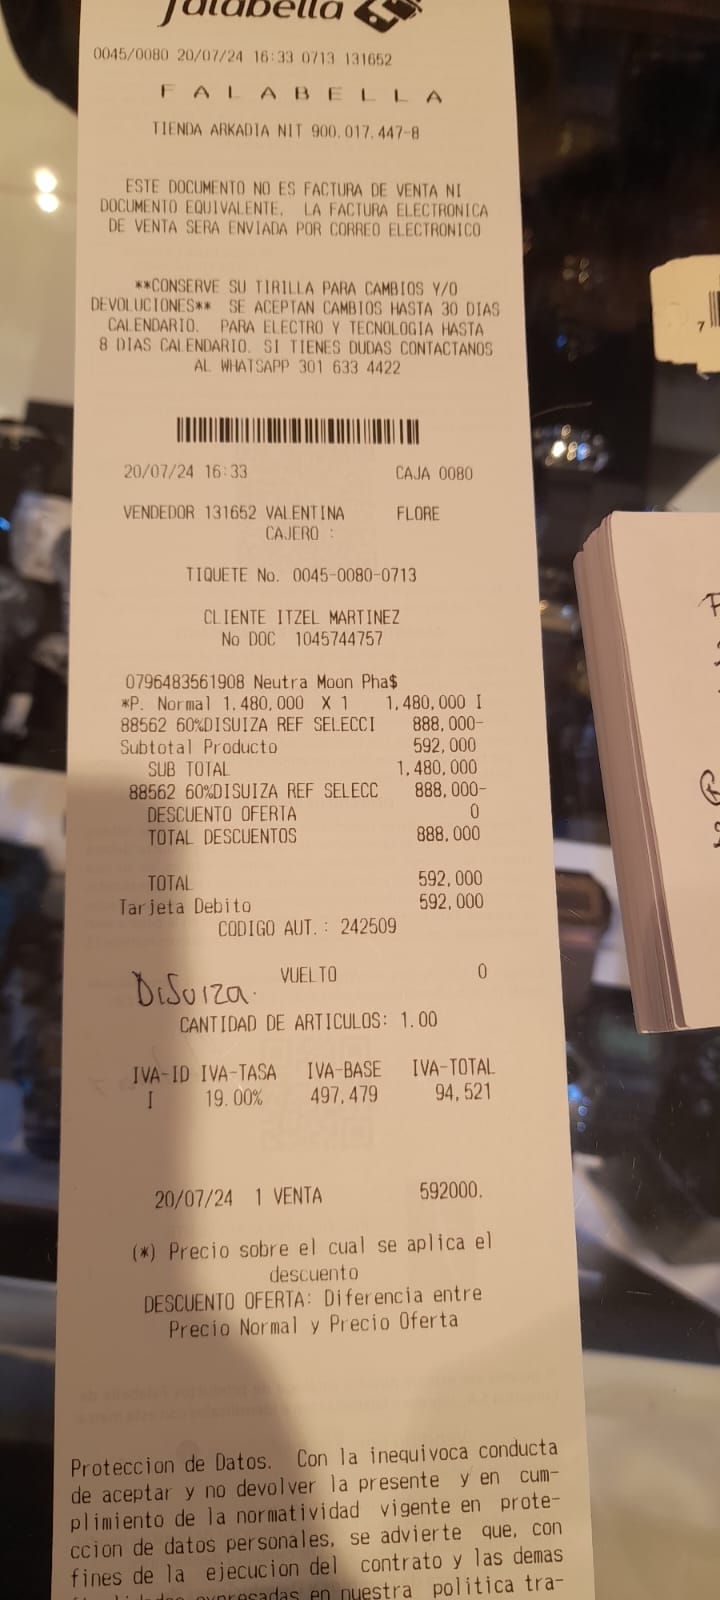 falabella
0045/0080 20/07/24 16:33 0713 131652
F A L A B E L L A
TIENDA ARKADIA NIT 900.017.447-8
ESTE DOCUMENTO NO ES FACTURA DE VENTA NI
DOCUMENTO EQUIVALENTE. LA FACTURA ELECTRONICA
DE VENTA SERA ENVIADA POR CORREO ELECTRONICO
**CONSERVE SU TIRILLA PARA CAMBIOS Y/O
DEVOLUCIONES** SE ACEPTAN CAMBIOS HASTA 30 DIAS
CALENDARIO. PARA ELECTRO Y TECNOLOGIA HASTA
8 DIAS CALENDARIO. SI TIENES DUDAS CONTACTANOS
AL WHATSAPP 301 633 4422
20/07/24 16:33 CAJA 0080
VENDEDOR 131652 VALENTINA FLORE
CAJERO :
TIQUETE No. 0045-0080-0713
CLIENTE ITZEL MARTINEZ
No DOC 1045744757
0796483561908 Neutra Moon Pha$
*P. Normal 1,480,000 X 1 1,480,000 I
88562 60%DISUIZA REF SELECCI 888,000-
Subtotal Producto 592,000
SUB TOTAL 1,480,000
88562 60%DISUIZA REF SELECC 888,000-
DESCUENTO OFERTA 0
TOTAL DESCUENTOS 888,000
TOTAL 592,000
Tarjeta Debito 592,000
CODIGO AUT.: 242509
VUELTO 0
DiSuiza.
CANTIDAD DE ARTICULOS: 1.00
IVA-ID IVA-TASA IVA-BASE IVA-TOTAL
I 19.00% 497,479 94,521
20/07/24 1 VENTA 592000.
(*) Precio sobre el cual se aplica el
descuento
DESCUENTO OFERTA: Diferencia entre
Precio Normal y Precio Oferta
Proteccion de Datos. Con la inequivoca conducta
de aceptar y no devolver la presente y en cum-
plimiento de la normatividad vigente en prote-
ccion de datos personales, se advierte que, con
fines de la ejecucion del contrato y las demas
en nuestra politica tra-
7